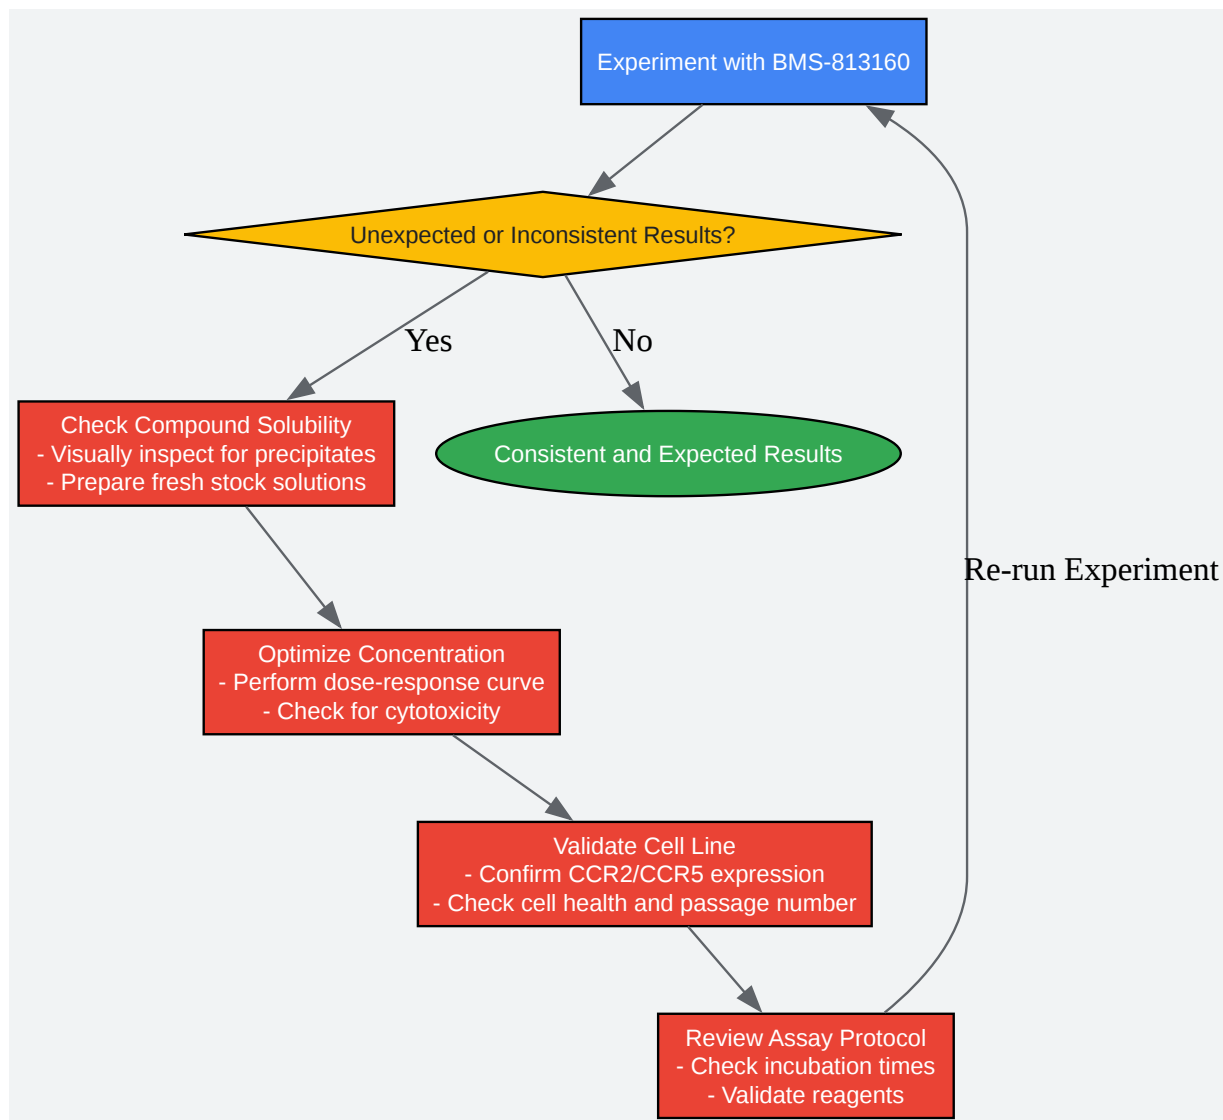 Experiment with BMS-813160
Unexpected or Inconsistent Results?
Yes
No
Check Compound Solubility
- Visually inspect for precipitates
- Prepare fresh stock solutions
Consistent and Expected Results
Re-run Experiment
Optimize Concentration
- Perform dose-response curve
- Check for cytotoxicity
Validate Cell Line
- Confirm CCR2/CCR5 expression
- Check cell health and passage number
Review Assay Protocol
- Check incubation times
- Validate reagents